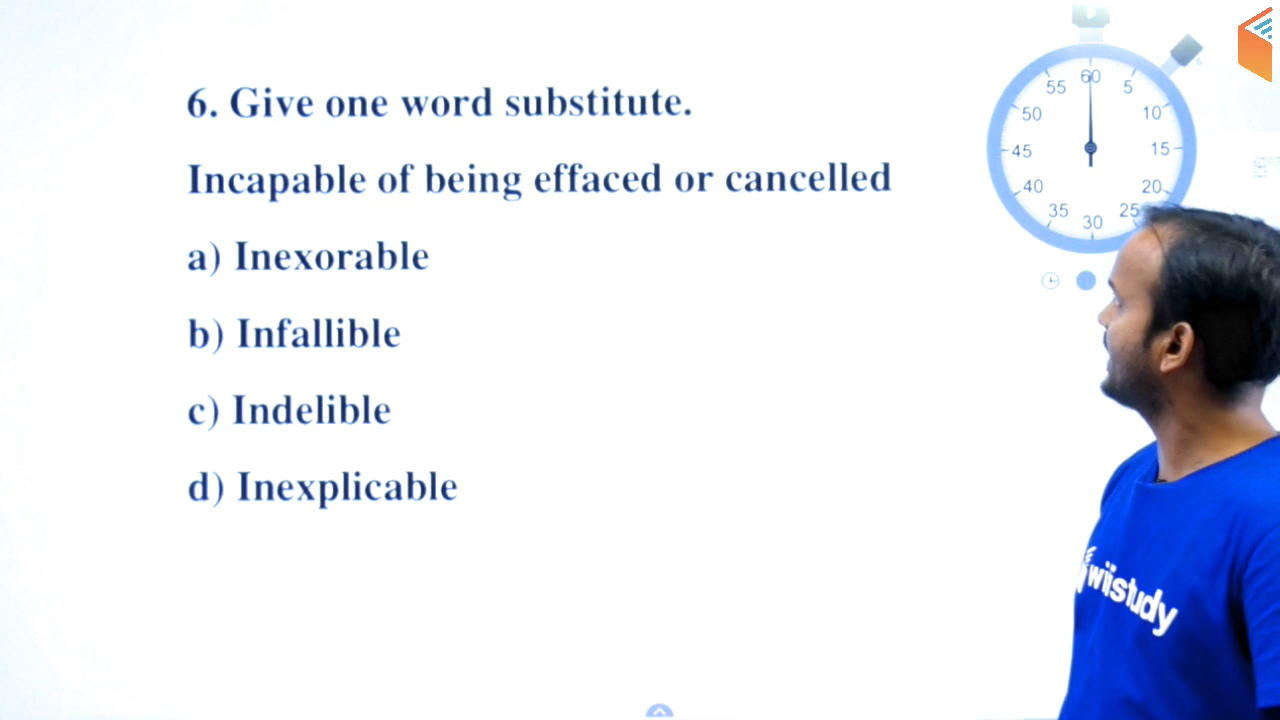 6. Give one word substitute.
Incapable of being effaced or cancelled
a) Inexorable
b) Infallible
c) Indelible
d) Inexplicable
60
55
5
50
10
45
15
40
20
35
25
30
wifistudy